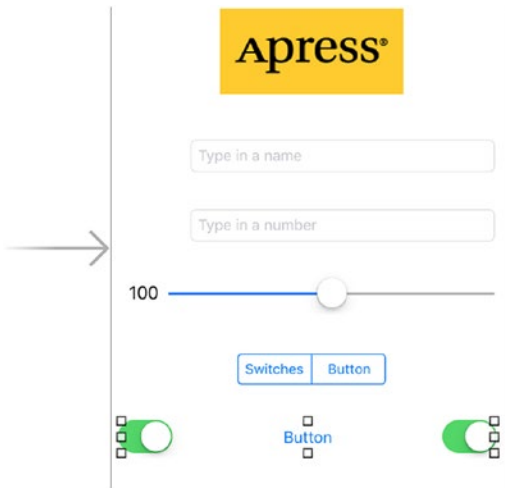 Apress®
Type in a name
Type in a number
100
Switches Button
Button